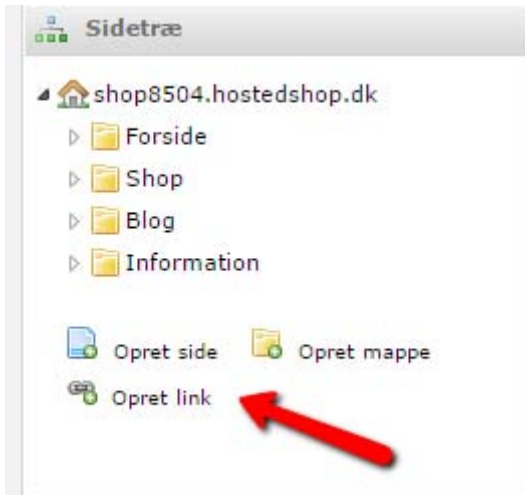 Sidetræ
shop8504.hostedshop.dk
Forside
Shop
Blog
Information
Opret side Opret mappe
Opret link